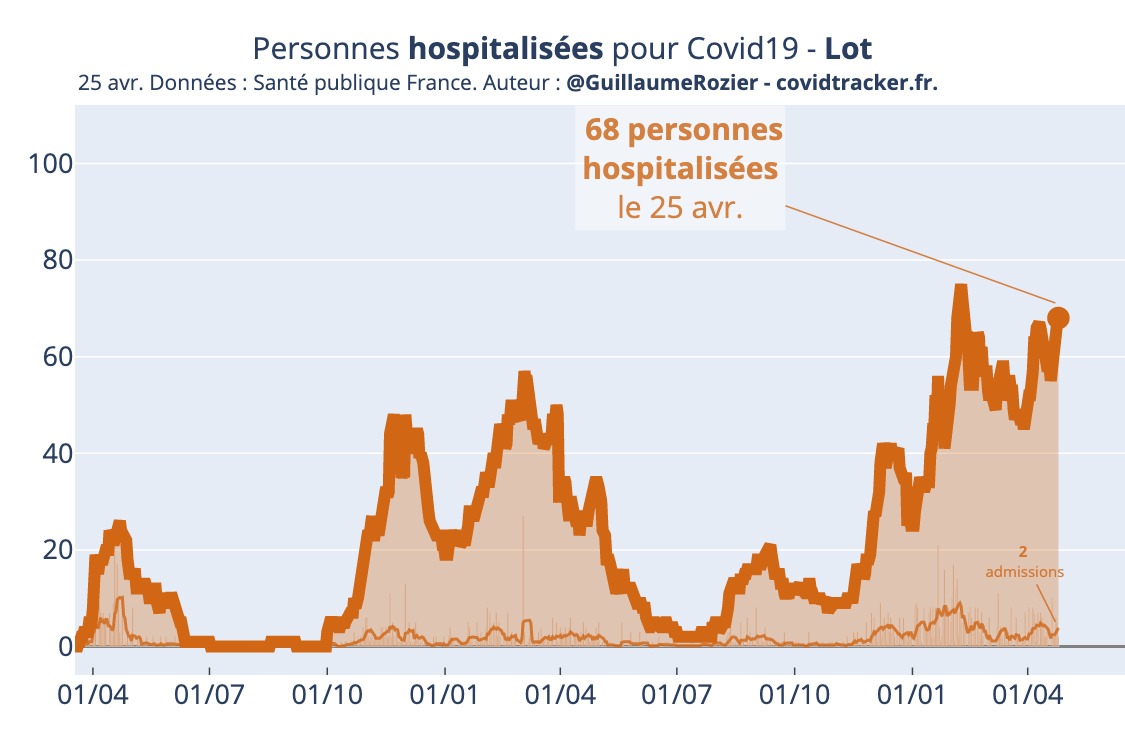 Personnes hospitalisées pour Covid19 - Lot
25 avr. Données : Santé publique France. Auteur : @GuillaumeRozier - covidtracker.fr.
68 personnes
hospitalisées
le 25 avr.
100
80
60
40
20
0
2
admissions
01/04
01/07
01/10
01/01
01/04
01/07
01/10
01/01
01/04